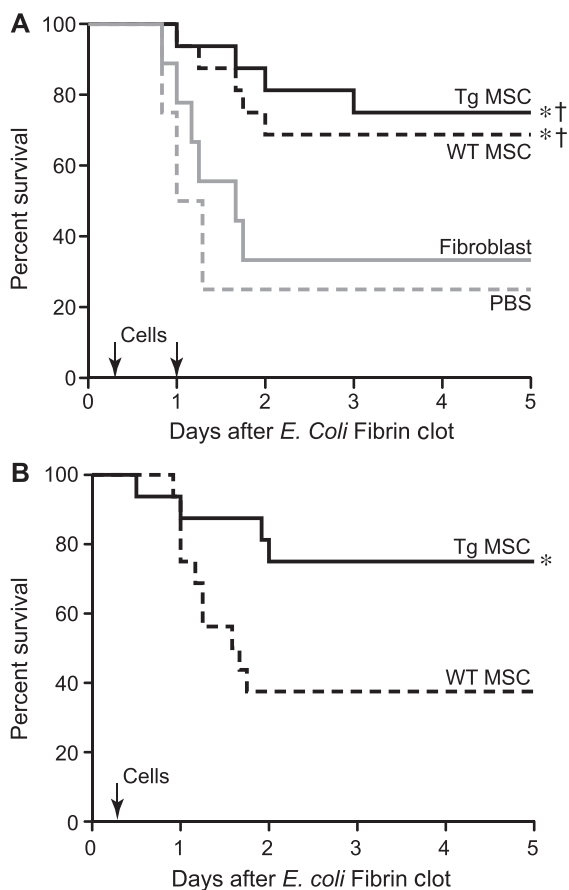 A
100
80
60
40
20
0
Percent survival
Tg MSC
*†
*†
WT MSC
Fibroblast
PBS
Cells
0 1 2 3 4 5
Days after E. Coli Fibrin clot
B
100
80
60
40
20
0
Percent survival
Tg MSC *
WT MSC
Cells
0 1 2 3 4 5
Days after E. coli Fibrin clot